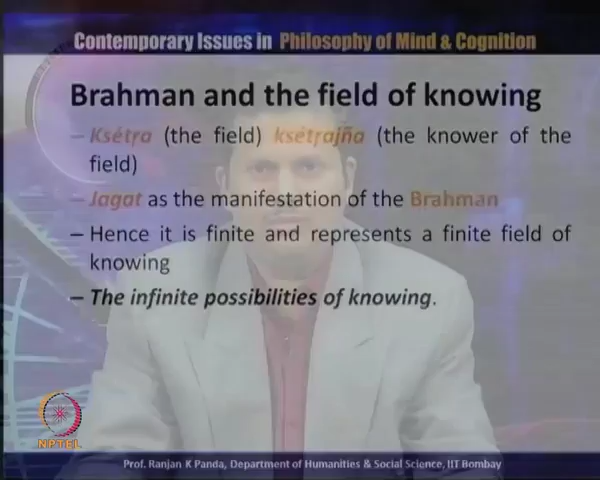 Contemporary Issues in Philosophy of Mind & Cognition
Brahman and the field of knowing
– Ksétṛa (the field) ksétṛajña (the knower of the
field)
– Jagat as the manifestation of the Brahman
– Hence it is finite and represents a finite field of
knowing
– The infinite possibilities of knowing.
NPTEL
Prof. Ranjan K Panda, Department of Humanities & Social Science, IIT Bombay